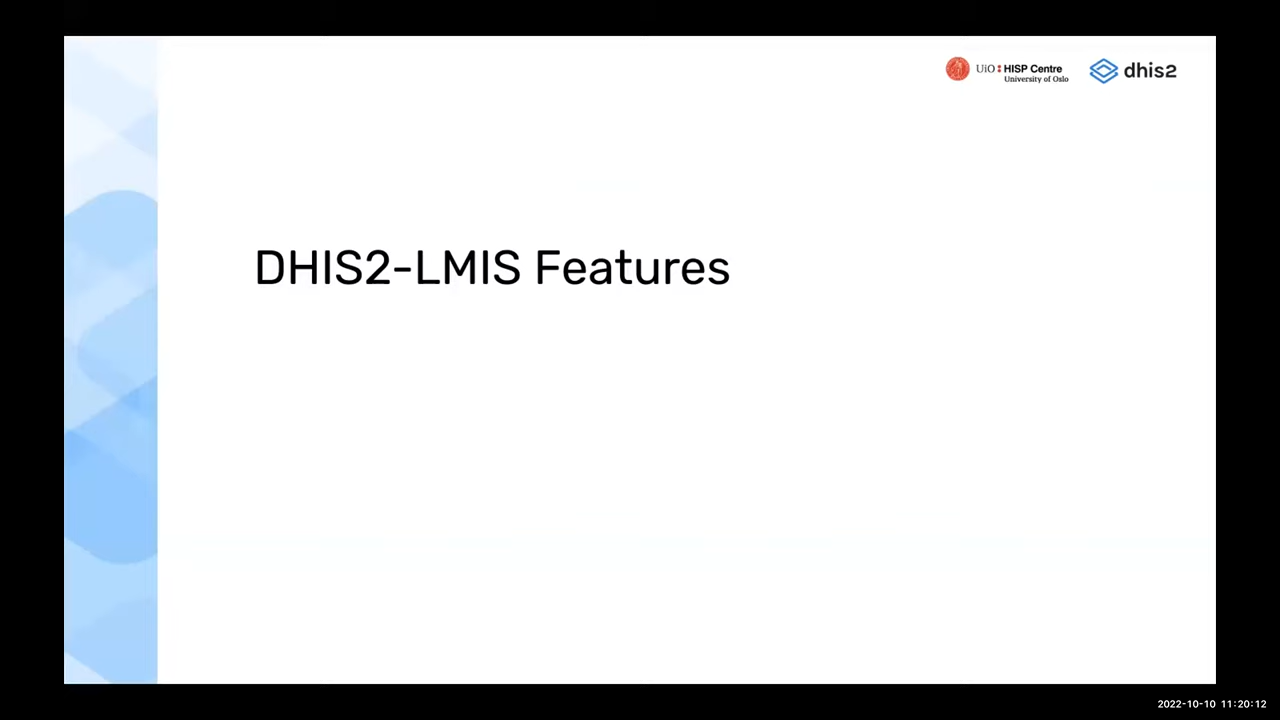 UiO: HISP Centre
University of Oslo
dhis2
DHIS2-LMIS Features
2022-10-10 11:20:12